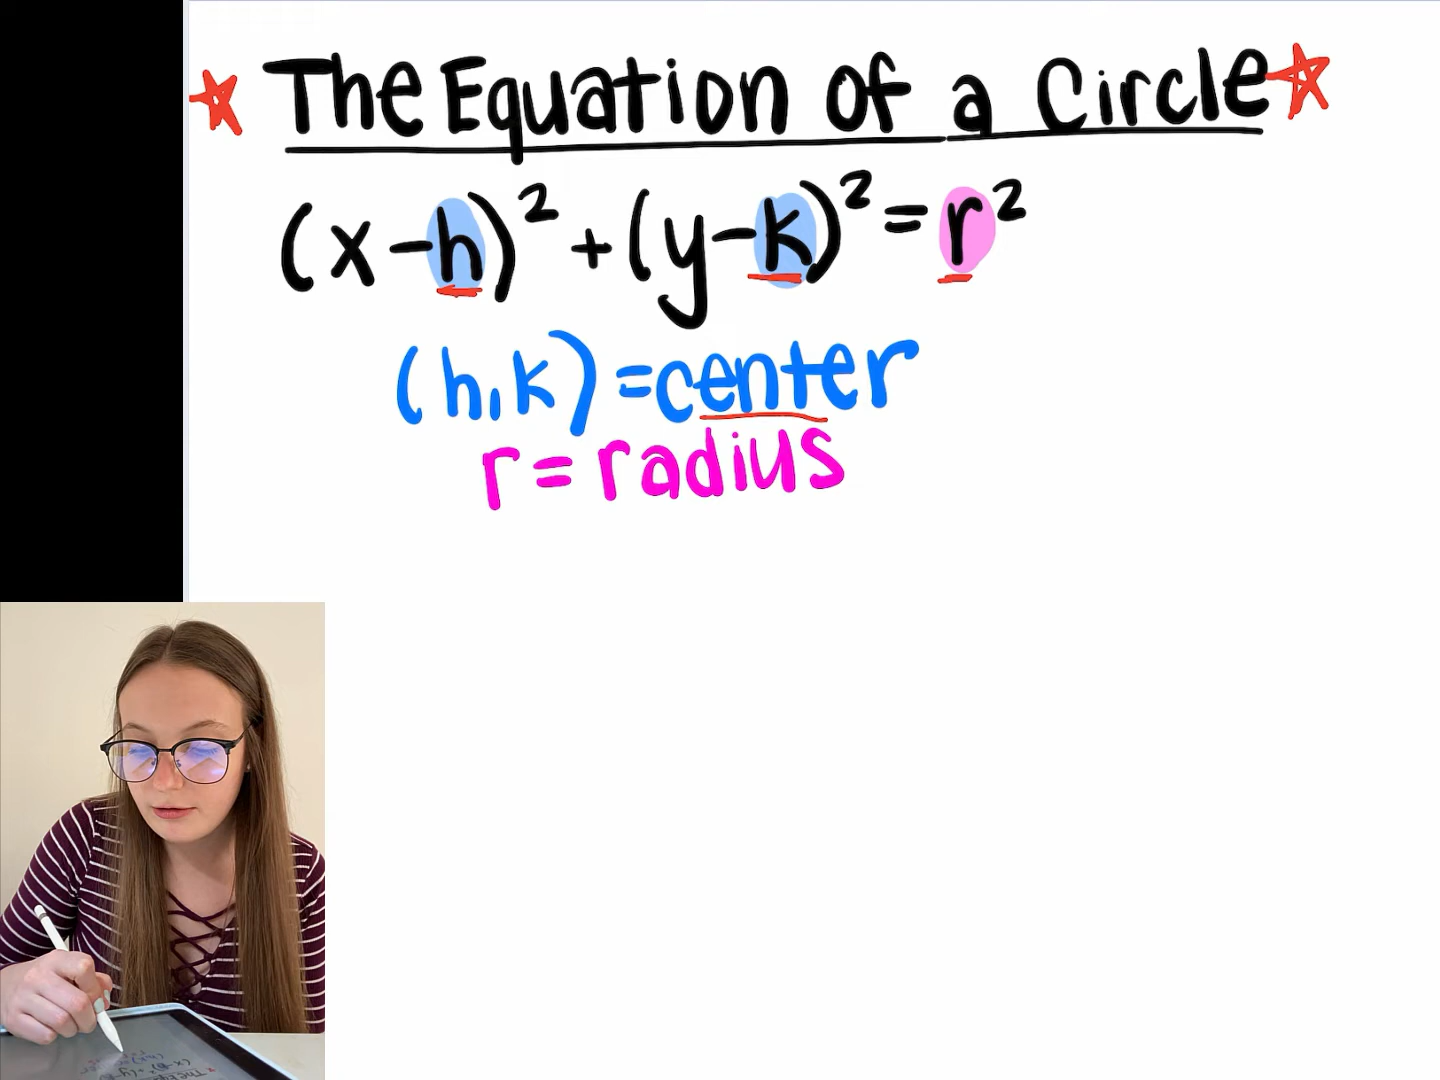 The Equation of a Circle
(x-h)² + (y-k)² = r²
(h,k) = center
r = radius